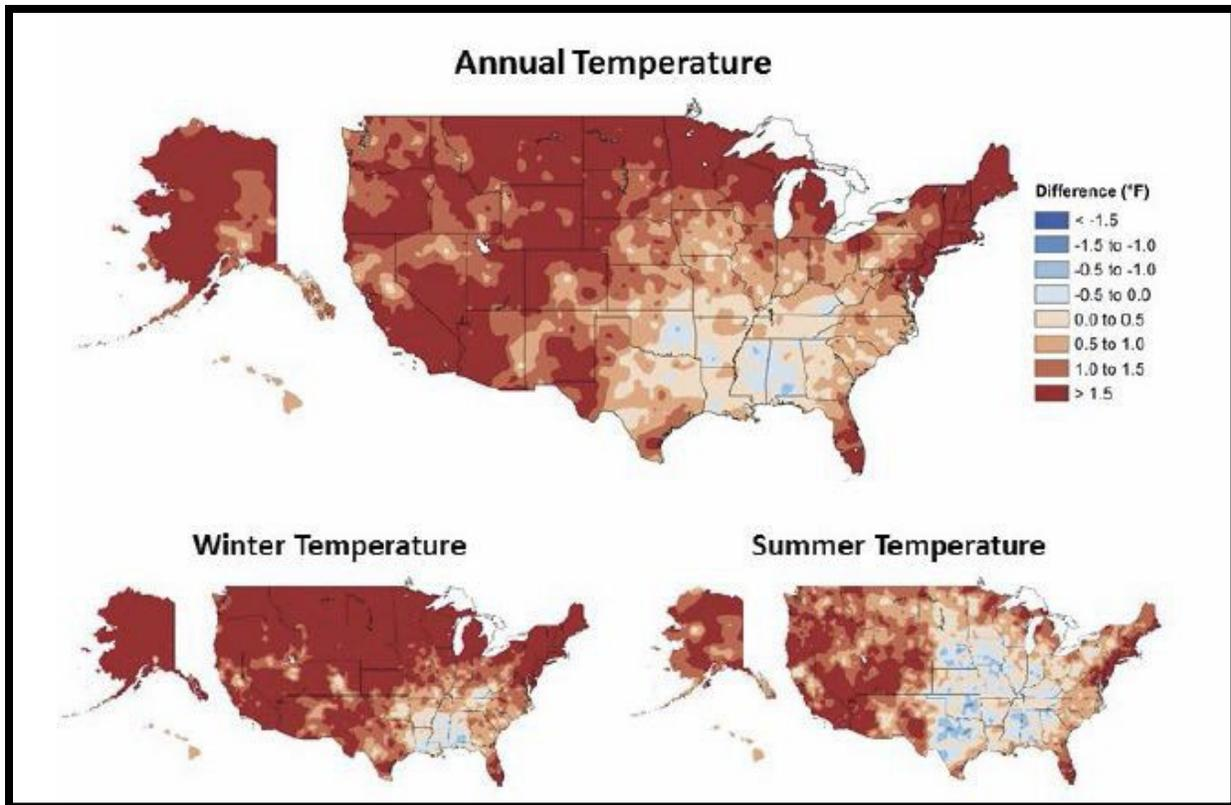 Annual Temperature
Difference (°F)
< -1.5
-1.5 to -1.0
-0.5 to -1.0
-0.5 to 0.0
0.0 to 0.5
0.5 to 1.0
1.0 to 1.5
> 1.5
Winter Temperature
Summer Temperature